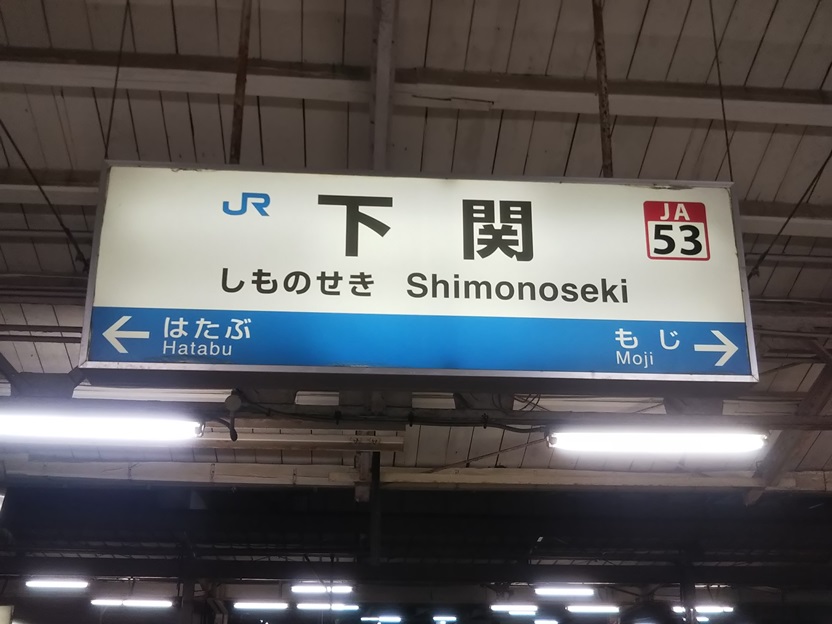 JR 下関 JA 53
しものせき Shimonoseki
← はたぶ もじ →
Hatabu Moji